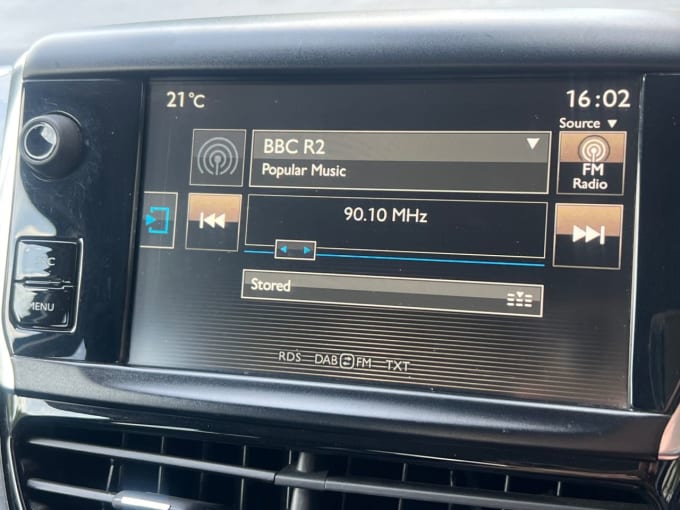 21°C
16:02
Source ▼
BBC R2
Popular Music
FM
Radio
90.10 MHz
Stored
MENU
RDS DAB FM TXT